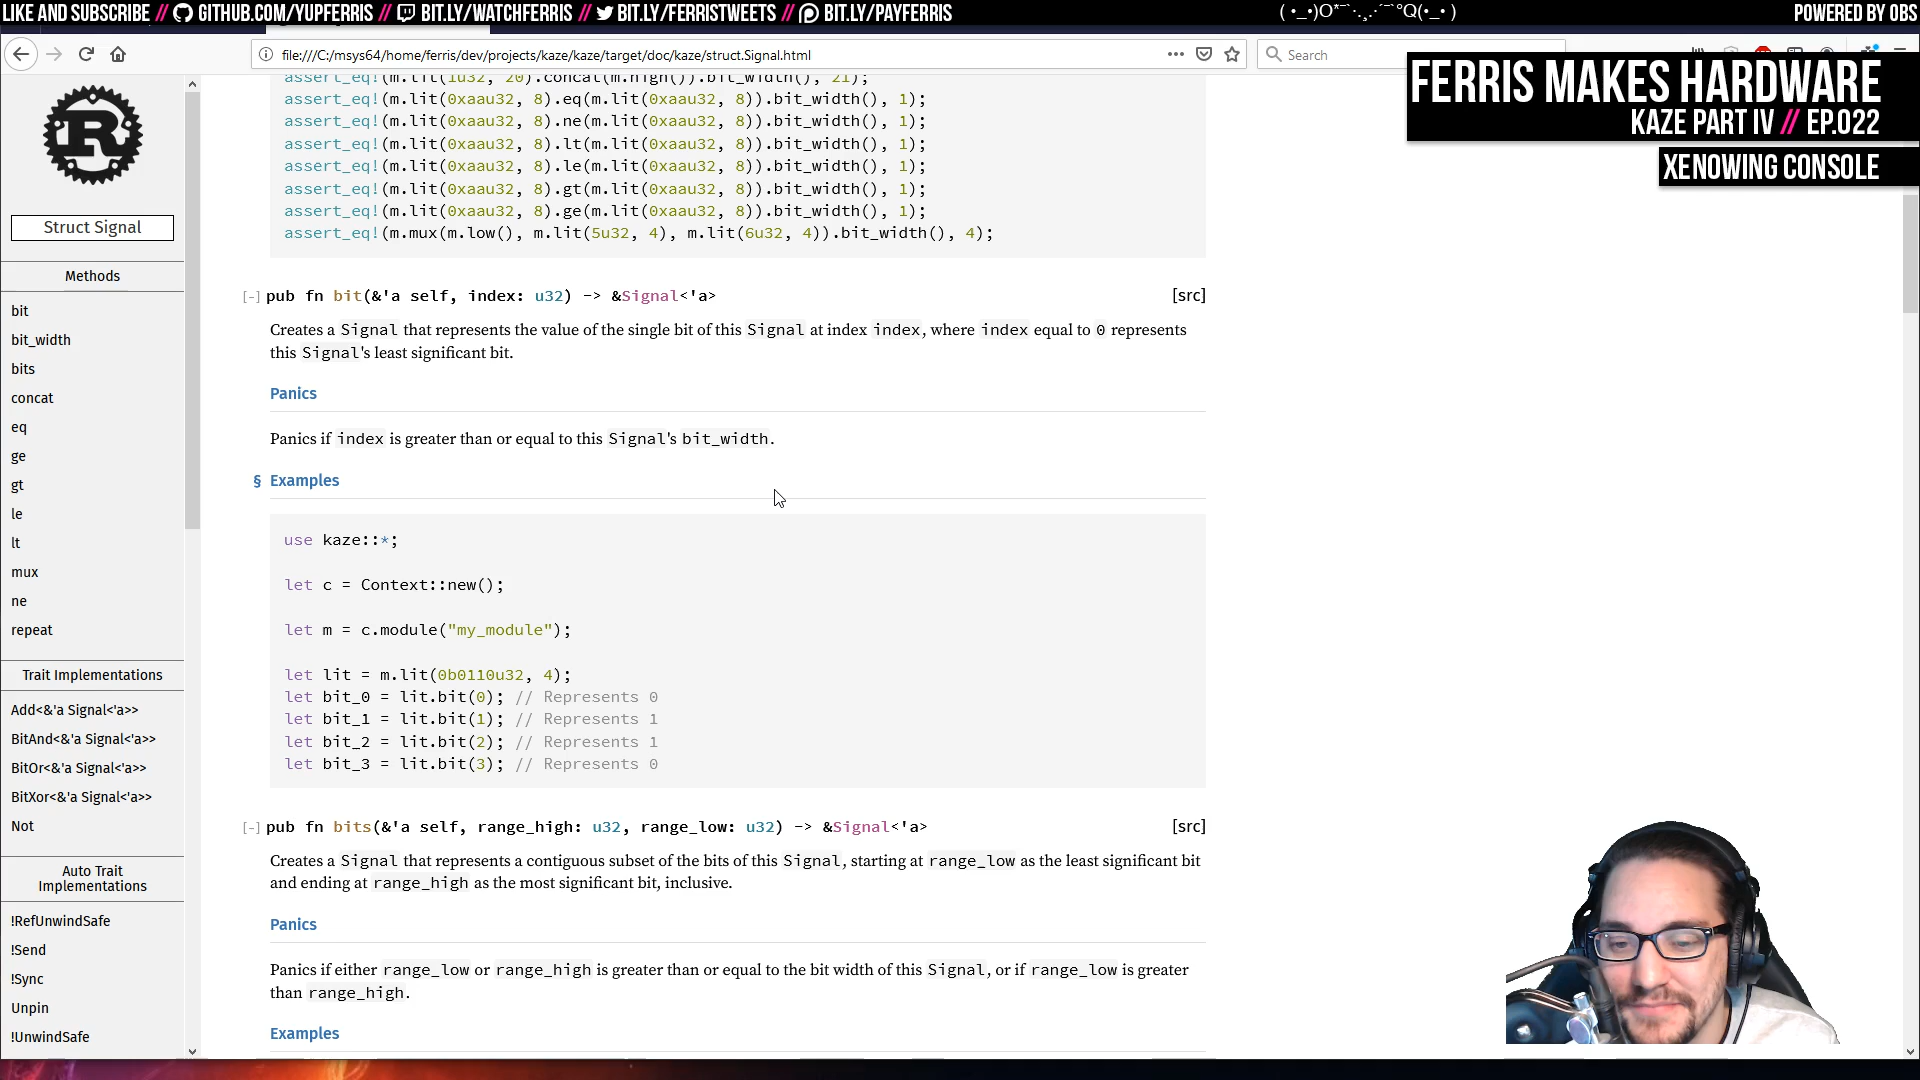 LIKE AND SUBSCRIBE // GITHUB.COM/YUPFERRIS // BIT.LY/WATCHFERRIS // BIT.LY/FERRISTWEETS // BIT.LY/PAYFERRIS
POWERED BY OBS
file:///C:/msys64/home/ferris/dev/projects/kaze/kaze/target/doc/kaze/struct.Signal.html
Search
FERRIS MAKES HARDWARE
KAZE PART IV // EP.022
XENOWING CONSOLE
Struct Signal
Methods
bit
bit_width
bits
concat
eq
ge
gt
le
lt
mux
ne
repeat
Trait Implementations
Add<&'a Signal<'a>>
BitAnd<&'a Signal<'a>>
BitOr<&'a Signal<'a>>
BitXor<&'a Signal<'a>>
Not
Auto Trait
Implementations
!RefUnwindSafe
!Send
!Sync
Unpin
!UnwindSafe
assert_eq!(m.lit(1u32, 20).concat(m.high()).bit_width(), 21);
assert_eq!(m.lit(0xaau32, 8).eq(m.lit(0xaau32, 8)).bit_width(), 1);
assert_eq!(m.lit(0xaau32, 8).ne(m.lit(0xaau32, 8)).bit_width(), 1);
assert_eq!(m.lit(0xaau32, 8).lt(m.lit(0xaau32, 8)).bit_width(), 1);
assert_eq!(m.lit(0xaau32, 8).le(m.lit(0xaau32, 8)).bit_width(), 1);
assert_eq!(m.lit(0xaau32, 8).gt(m.lit(0xaau32, 8)).bit_width(), 1);
assert_eq!(m.lit(0xaau32, 8).ge(m.lit(0xaau32, 8)).bit_width(), 1);
assert_eq!(m.mux(m.low(), m.lit(5u32, 4), m.lit(6u32, 4)).bit_width(), 4);
[-] pub fn bit(&'a self, index: u32) -> &Signal<'a> [src]
Creates a Signal that represents the value of the single bit of this Signal at index index, where index equal to 0 represents
this Signal's least significant bit.
Panics
Panics if index is greater than or equal to this Signal's bit_width.
§ Examples
use kaze::*;
let c = Context::new();
let m = c.module("my_module");
let lit = m.lit(0b0110u32, 4);
let bit_0 = lit.bit(0); // Represents 0
let bit_1 = lit.bit(1); // Represents 1
let bit_2 = lit.bit(2); // Represents 1
let bit_3 = lit.bit(3); // Represents 0
[-] pub fn bits(&'a self, range_high: u32, range_low: u32) -> &Signal<'a> [src]
Creates a Signal that represents a contiguous subset of the bits of this Signal, starting at range_low as the least significant bit
and ending at range_high as the most significant bit, inclusive.
Panics
Panics if either range_low or range_high is greater than or equal to the bit width of this Signal, or if range_low is greater
than range_high.
Examples